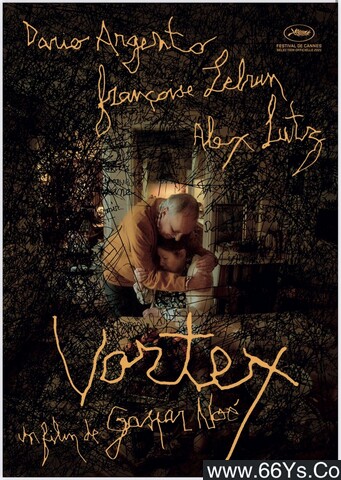 Dario Argento
FESTIVAL DE CANNES
françoise Lebrun
Alex Lutz
Vortex
un film de Gaspar Noé
www.66Ys.Co